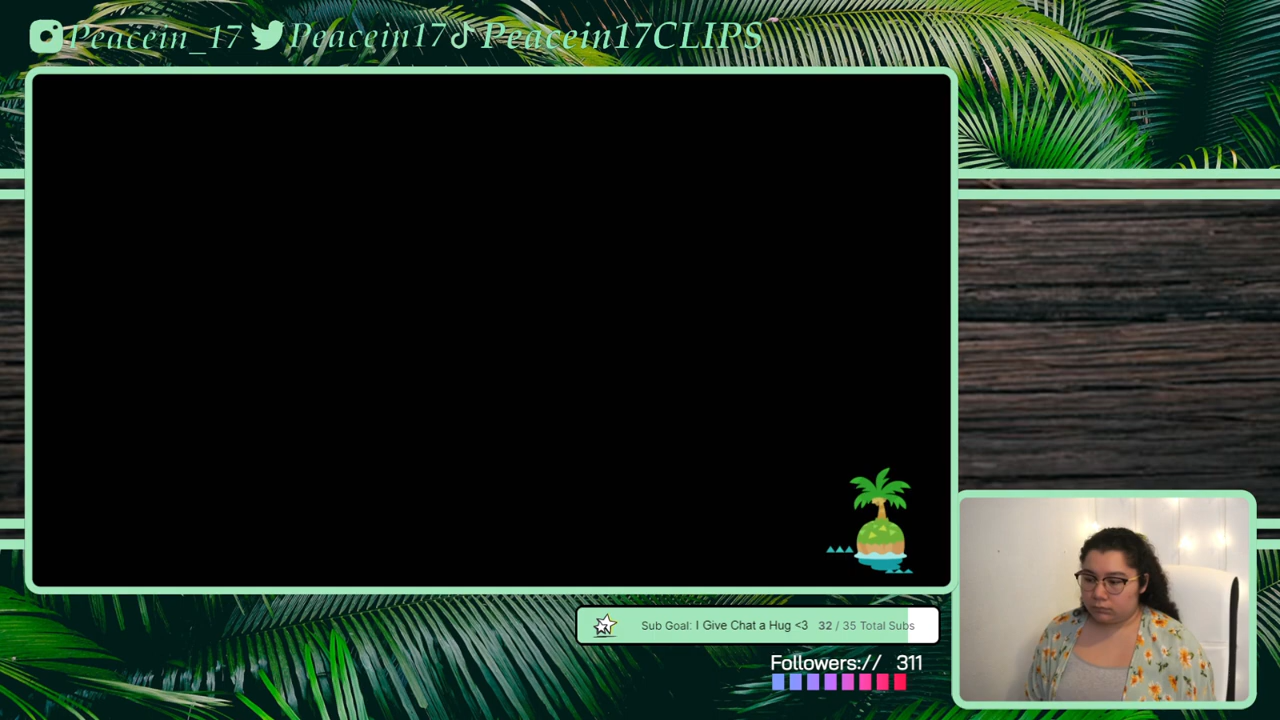 Peacein_17 Peacein17 Peacein17CLIPS
Sub Goal: I Give Chat a Hug <3 32 / 35 Total Subs
Followers:// 311